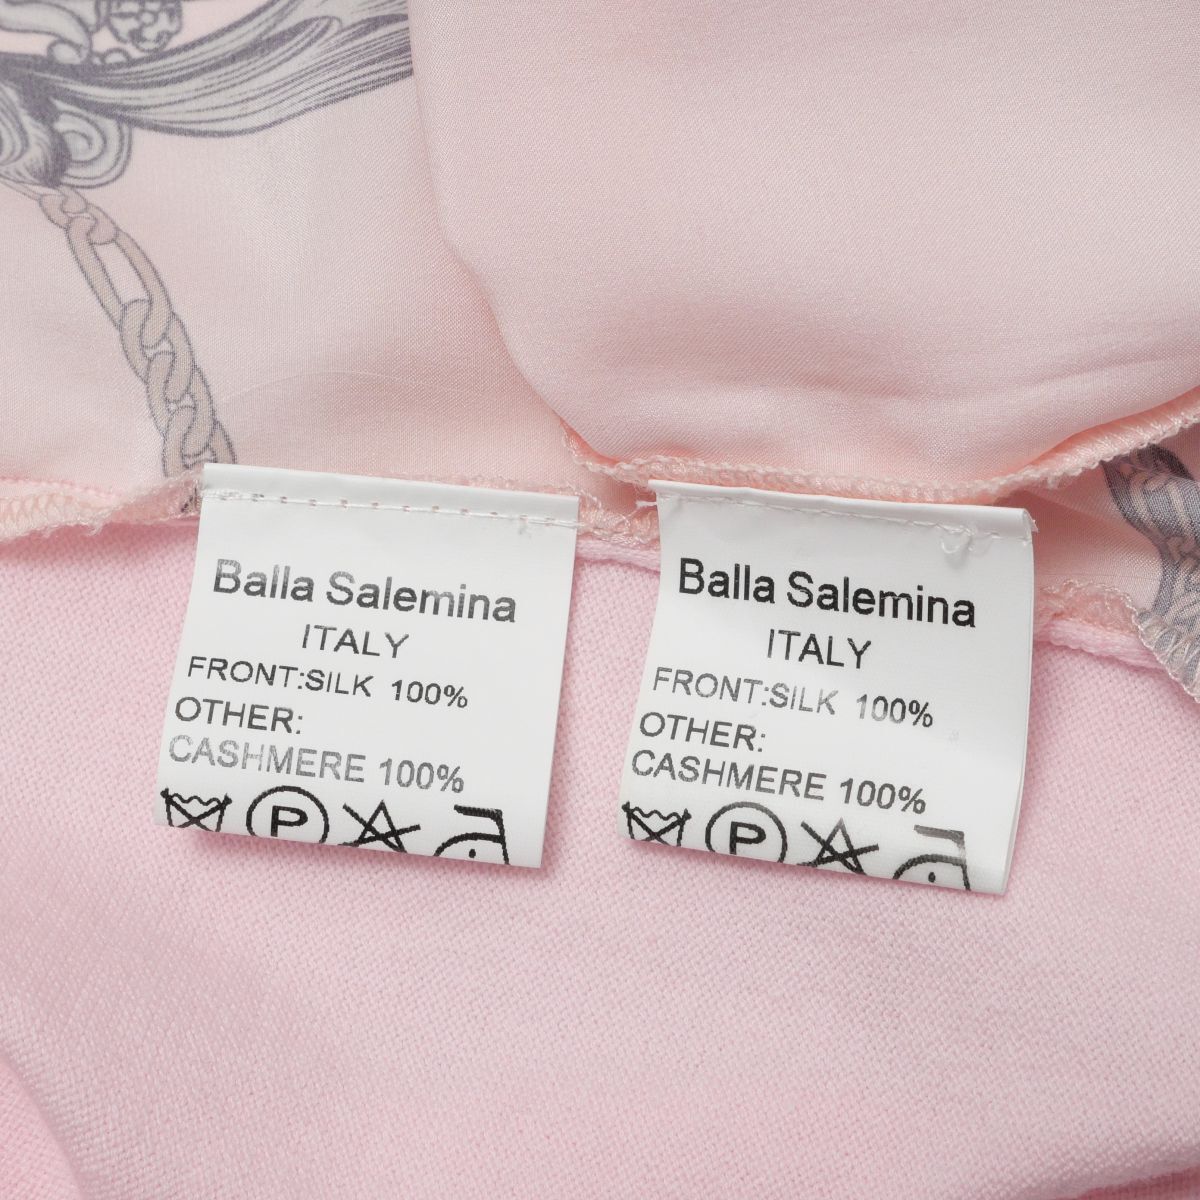 Balla Salemina
ITALY
FRONT:SILK 100%
OTHER:
CASHMERE 100%
P
Balla Salemina
ITALY
FRONT:SILK 100%
OTHER:
CASHMERE 100%
P